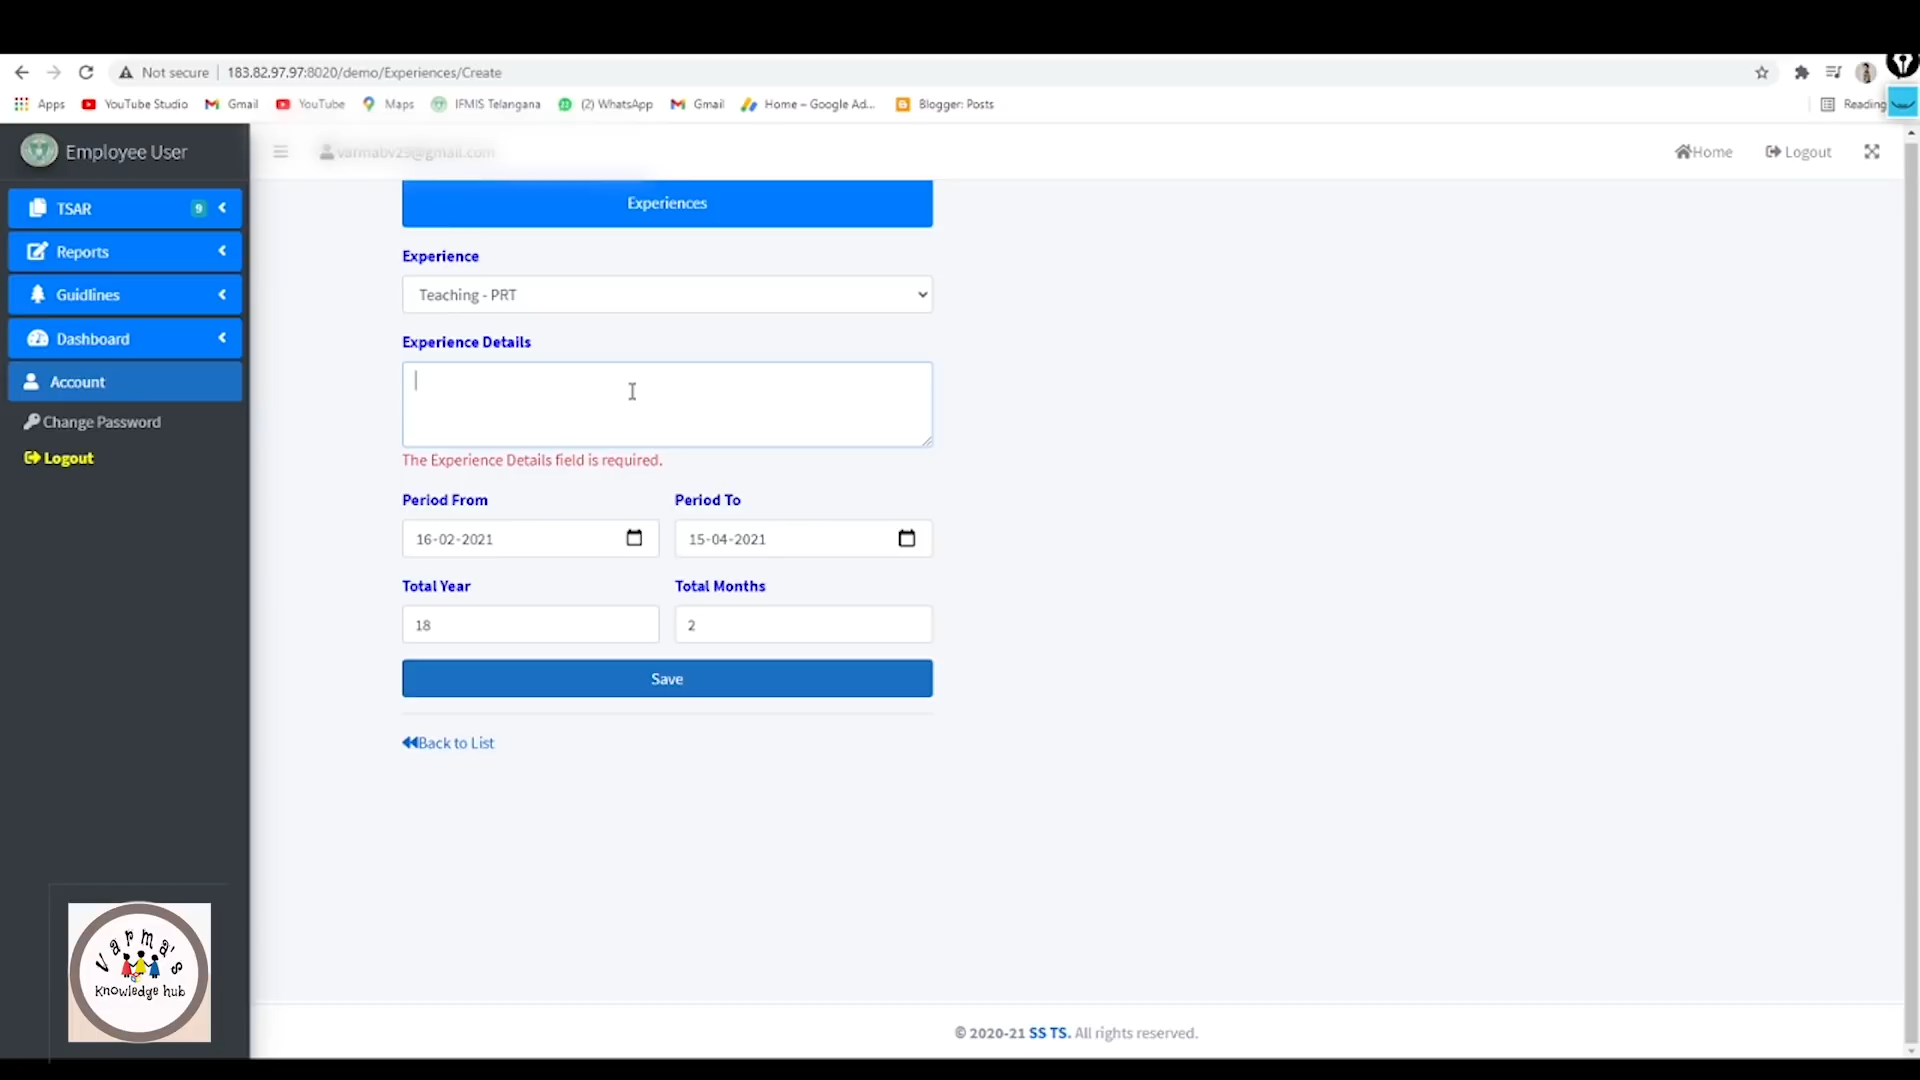 Not secure
183.82.97.97:8020/demo/Experiences/Create
Apps
YouTube Studio
Gmail
YouTube
Maps
IFMIS Telangana
(2) WhatsApp
Gmail
Home – Google Ad...
Blogger: Posts
Reading
Employee User
varmabv23@gmail.com
Home
Logout
TSAR 9
Reports
Guidlines
Dashboard
Account
Change Password
Logout
Experiences
Experience
Teaching - PRT
Experience Details
The Experience Details field is required.
Period From
Period To
16-02-2021
15-04-2021
Total Year
Total Months
18
2
Save
Back to List
Varma's
Knowledge hub
© 2020-21 SS TS. All rights reserved.